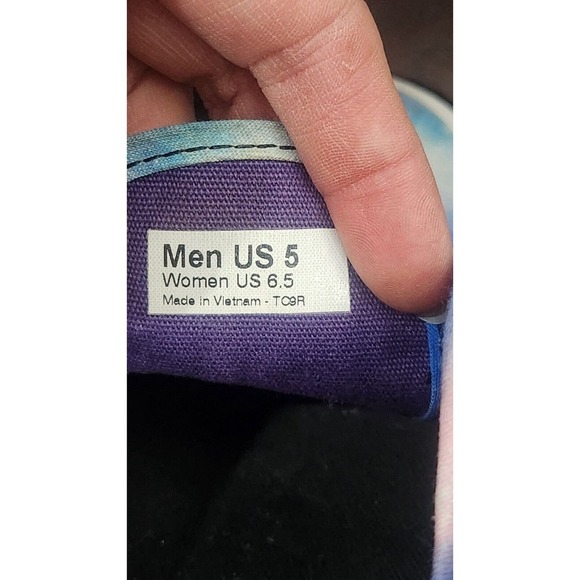 Men US 5
Women US 6.5
Made in Vietnam - TC9R